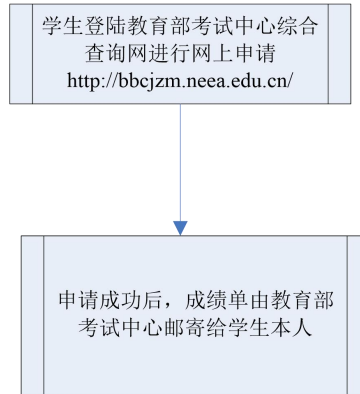 学生登陆教育部考试中心综合
查询网进行网上申请
http://bbcjzm.neea.edu.cn/
申请成功后，成绩单由教育部
考试中心邮寄给学生本人